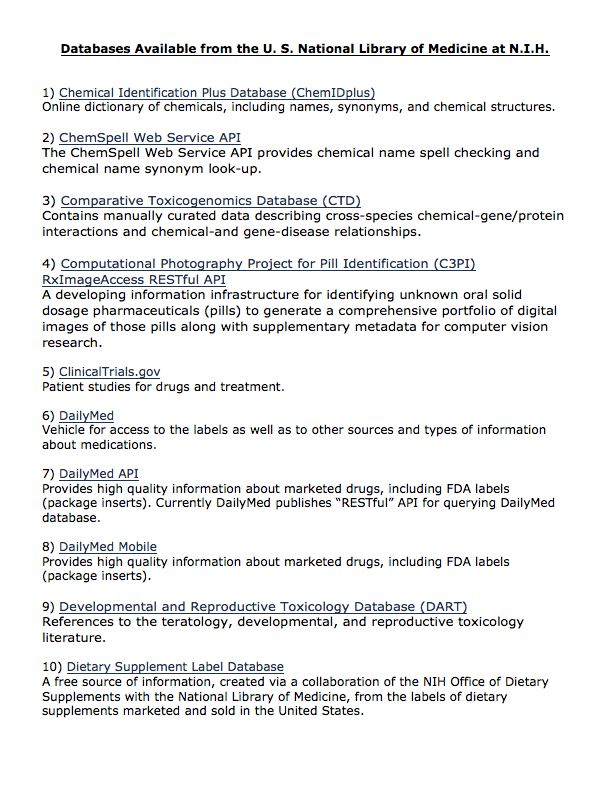 Databases Available from the U. S. National Library of Medicine at N.I.H.
1) Chemical Identification Plus Database (ChemIDplus)
Online dictionary of chemicals, including names, synonyms, and chemical structures.
2) ChemSpell Web Service API
The ChemSpell Web Service API provides chemical name spell checking and
chemical name synonym look-up.
3) Comparative Toxicogenomics Database (CTD)
Contains manually curated data describing cross-species chemical-gene/protein
interactions and chemical-and gene-disease relationships.
4) Computational Photography Project for Pill Identification (C3PI)
RxImageAccess RESTful API
A developing information infrastructure for identifying unknown oral solid
dosage pharmaceuticals (pills) to generate a comprehensive portfolio of digital
images of those pills along with supplementary metadata for computer vision
research.
5) ClinicalTrials.gov
Patient studies for drugs and treatment.
6) DailyMed
Vehicle for access to the labels as well as to other sources and types of information
about medications.
7) DailyMed API
Provides high quality information about marketed drugs, including FDA labels
(package inserts). Currently DailyMed publishes “RESTful” API for querying DailyMed
database.
8) DailyMed Mobile
Provides high quality information about marketed drugs, including FDA labels
(package inserts).
9) Developmental and Reproductive Toxicology Database (DART)
References to the teratology, developmental, and reproductive toxicology
literature.
10) Dietary Supplement Label Database
A free source of information, created via a collaboration of the NIH Office of Dietary
Supplements with the National Library of Medicine, from the labels of dietary
supplements marketed and sold in the United States.